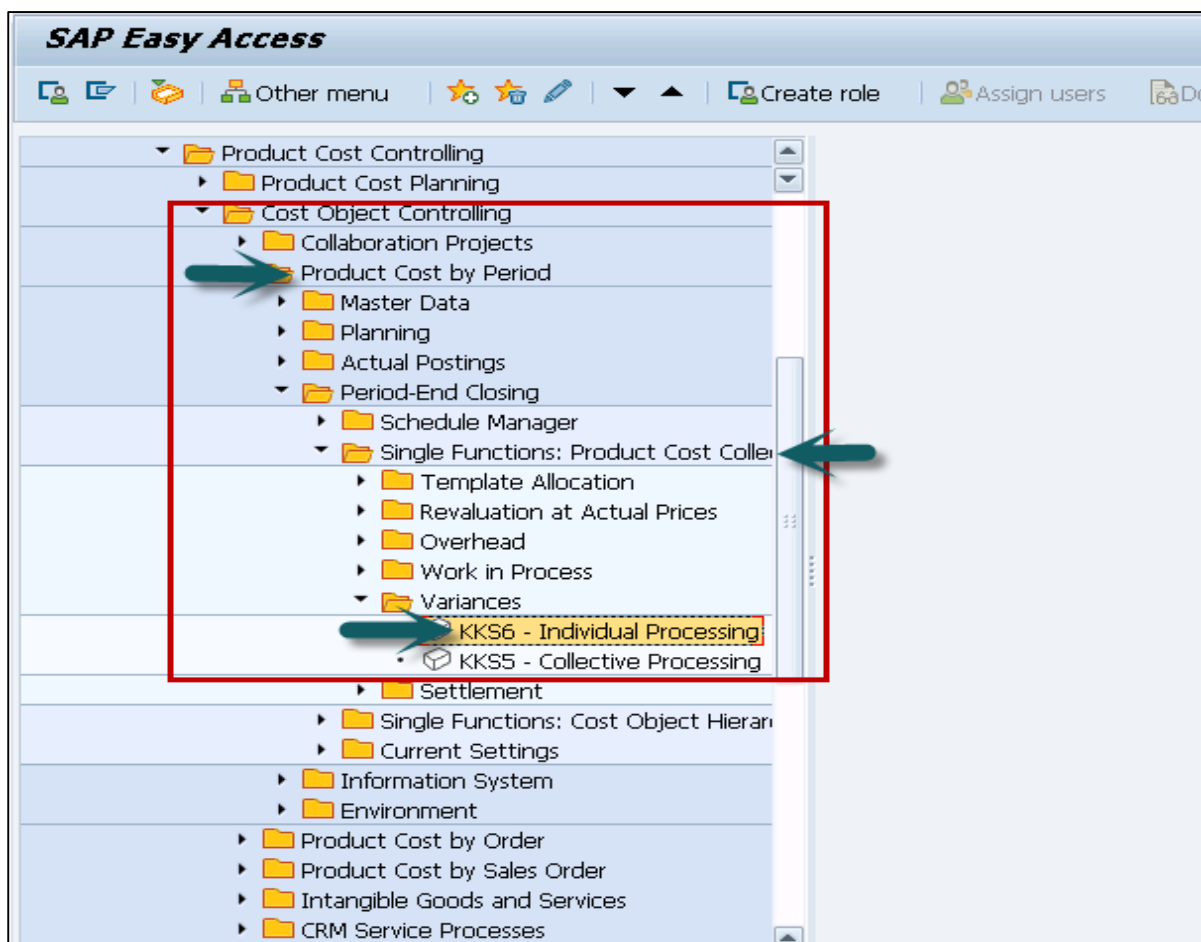 SAP Easy Access
Other menu Create role Assign users Do
Product Cost Controlling
Product Cost Planning
Cost Object Controlling
Collaboration Projects
Product Cost by Period
Master Data
Planning
Actual Postings
Period-End Closing
Schedule Manager
Single Functions: Product Cost Colle
Template Allocation
Revaluation at Actual Prices
Overhead
Work in Process
Variances
KKS6 - Individual Processing
KKS5 - Collective Processing
Settlement
Single Functions: Cost Object Hierar
Current Settings
Information System
Environment
Product Cost by Order
Product Cost by Sales Order
Intangible Goods and Services
CRM Service Processes